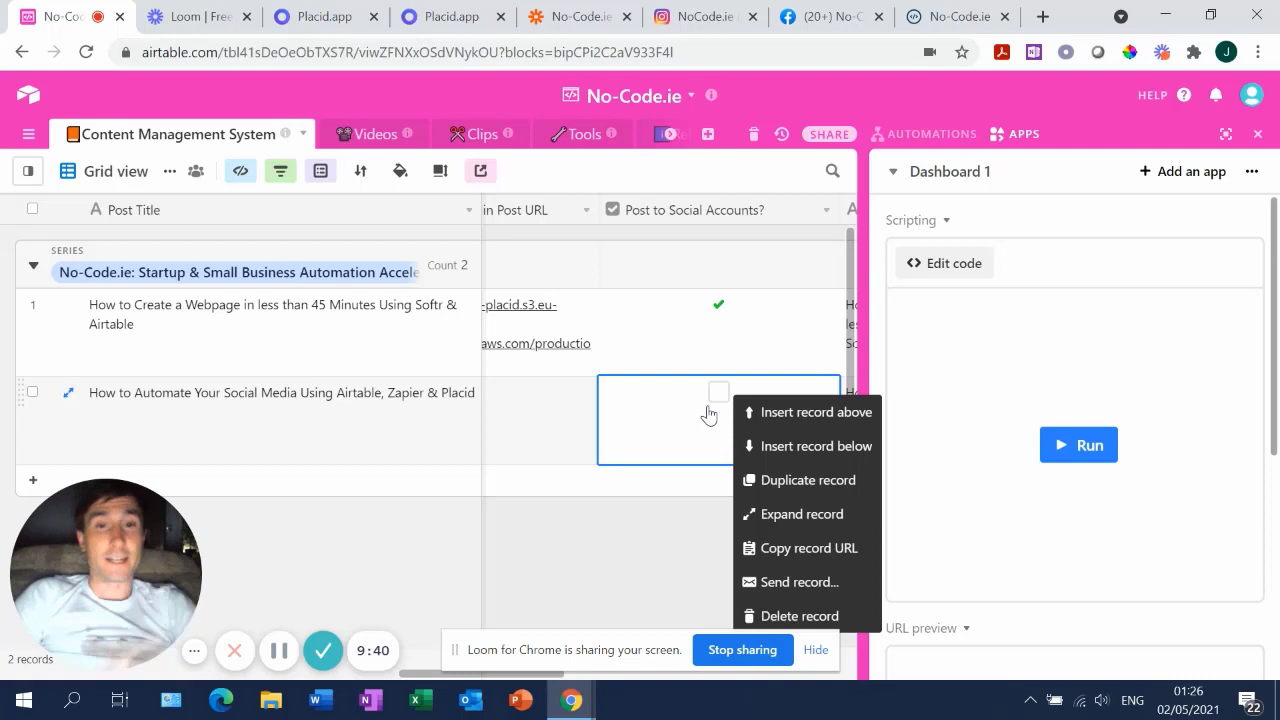 No-Co
Loom | Free
Placid.app
Placid.app
No-Code.ie
NoCode.ie
(20+) No-C
No-Code.ie
airtable.com/tbl41sDeOeObTXS7R/viwZFNXxOSdVNykOU?blocks=bipCPi2C2aV933F4I
J
No-Code.ie
HELP
Content Management System
Videos
Clips
Tools
SHARE
AUTOMATIONS
APPS
Grid view
Dashboard 1
Add an app
Post Title
in Post URL
Post to Social Accounts?
Scripting
SERIES
No-Code.ie: Startup & Small Business Automation Accele
Count 2
Edit code
1
How to Create a Webpage in less than 45 Minutes Using Softr & Airtable
-placid.s3.eu-
aws.com/productio
Ho
les
So
How to Automate Your Social Media Using Airtable, Zapier & Placid
Insert record above
Insert record below
Duplicate record
Expand record
Copy record URL
Send record...
Delete record
Run
URL preview
9:40
Loom for Chrome is sharing your screen.
Stop sharing
Hide
2 records
ENG
01:26
02/05/2021
22